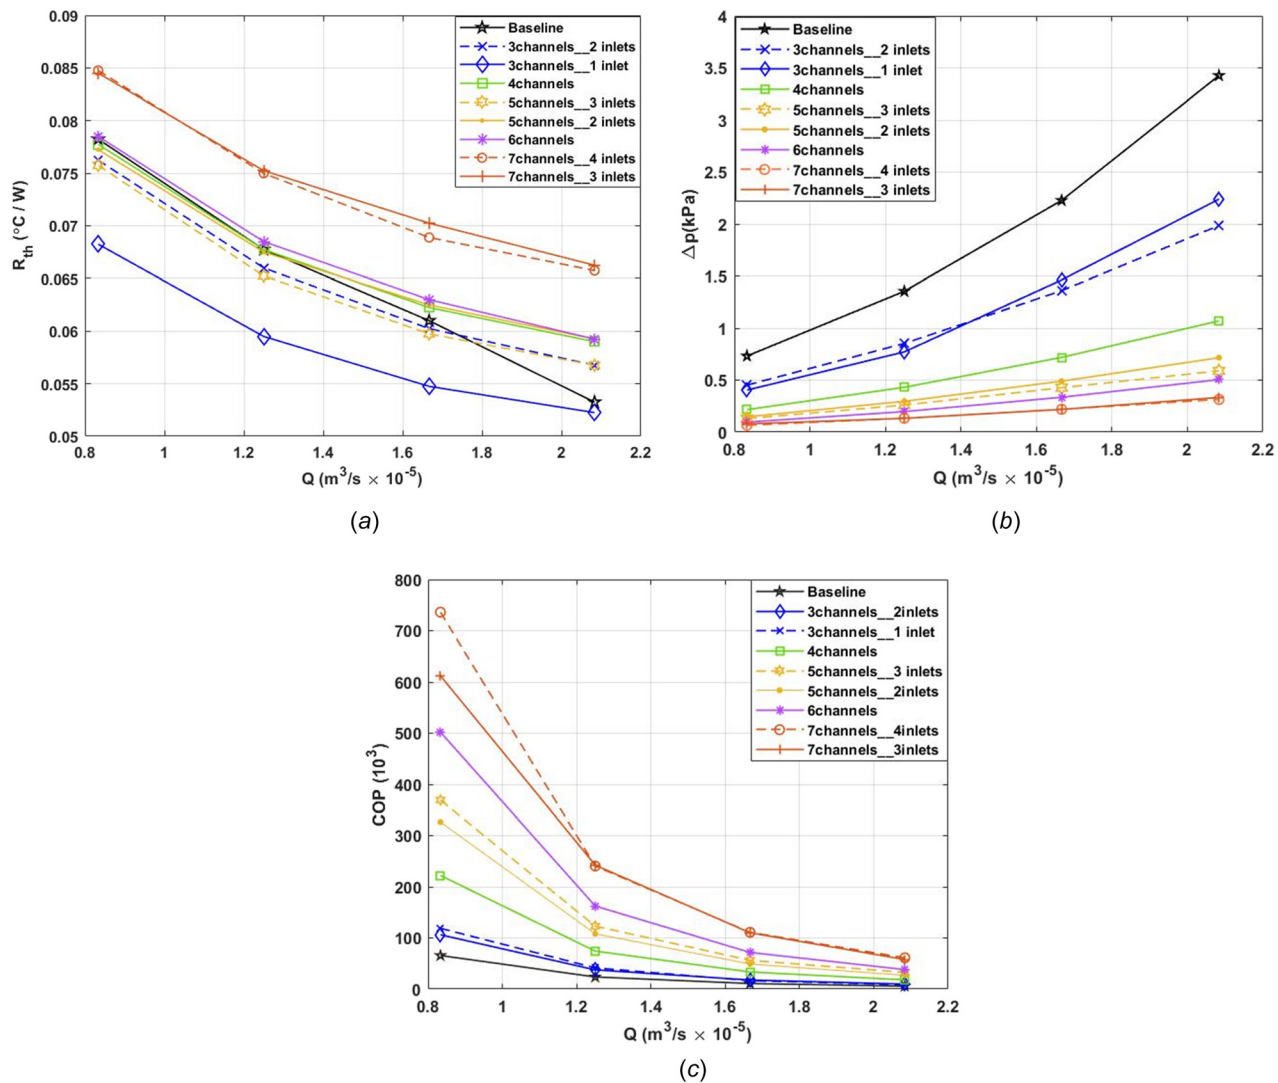 0.09
0.085
0.08
0.075
0.07
0.065
0.06
0.055
0.05
R_th (°C / W)
0.8 1 1.2 1.4 1.6 1.8 2 2.2
Q (m³/s × 10⁻⁵)
Baseline
3channels__2 inlets
3channels__1 inlet
4channels
5channels__3 inlets
5channels__2 inlets
6channels
7channels__4 inlets
7channels__3 inlets
(a)
4
3.5
3
2.5
2
1.5
1
0.5
0
△p(kPa)
0.8 1 1.2 1.4 1.6 1.8 2 2.2
Q (m³/s × 10⁻⁵)
Baseline
3channels__2 inlets
3channels__1 inlet
4channels
5channels__3 inlets
5channels__2 inlets
6channels
7channels__4 inlets
7channels__3 inlets
(b)
800
700
600
500
400
300
200
100
0
COP (10³)
0.8 1 1.2 1.4 1.6 1.8 2 2.2
Q (m³/s × 10⁻⁵)
Baseline
3channels__2inlets
3channels__1 inlet
4channels
5channels__3 inlets
5channels__2inlets
6channels
7channels__4inlets
7channels__3inlets
(c)